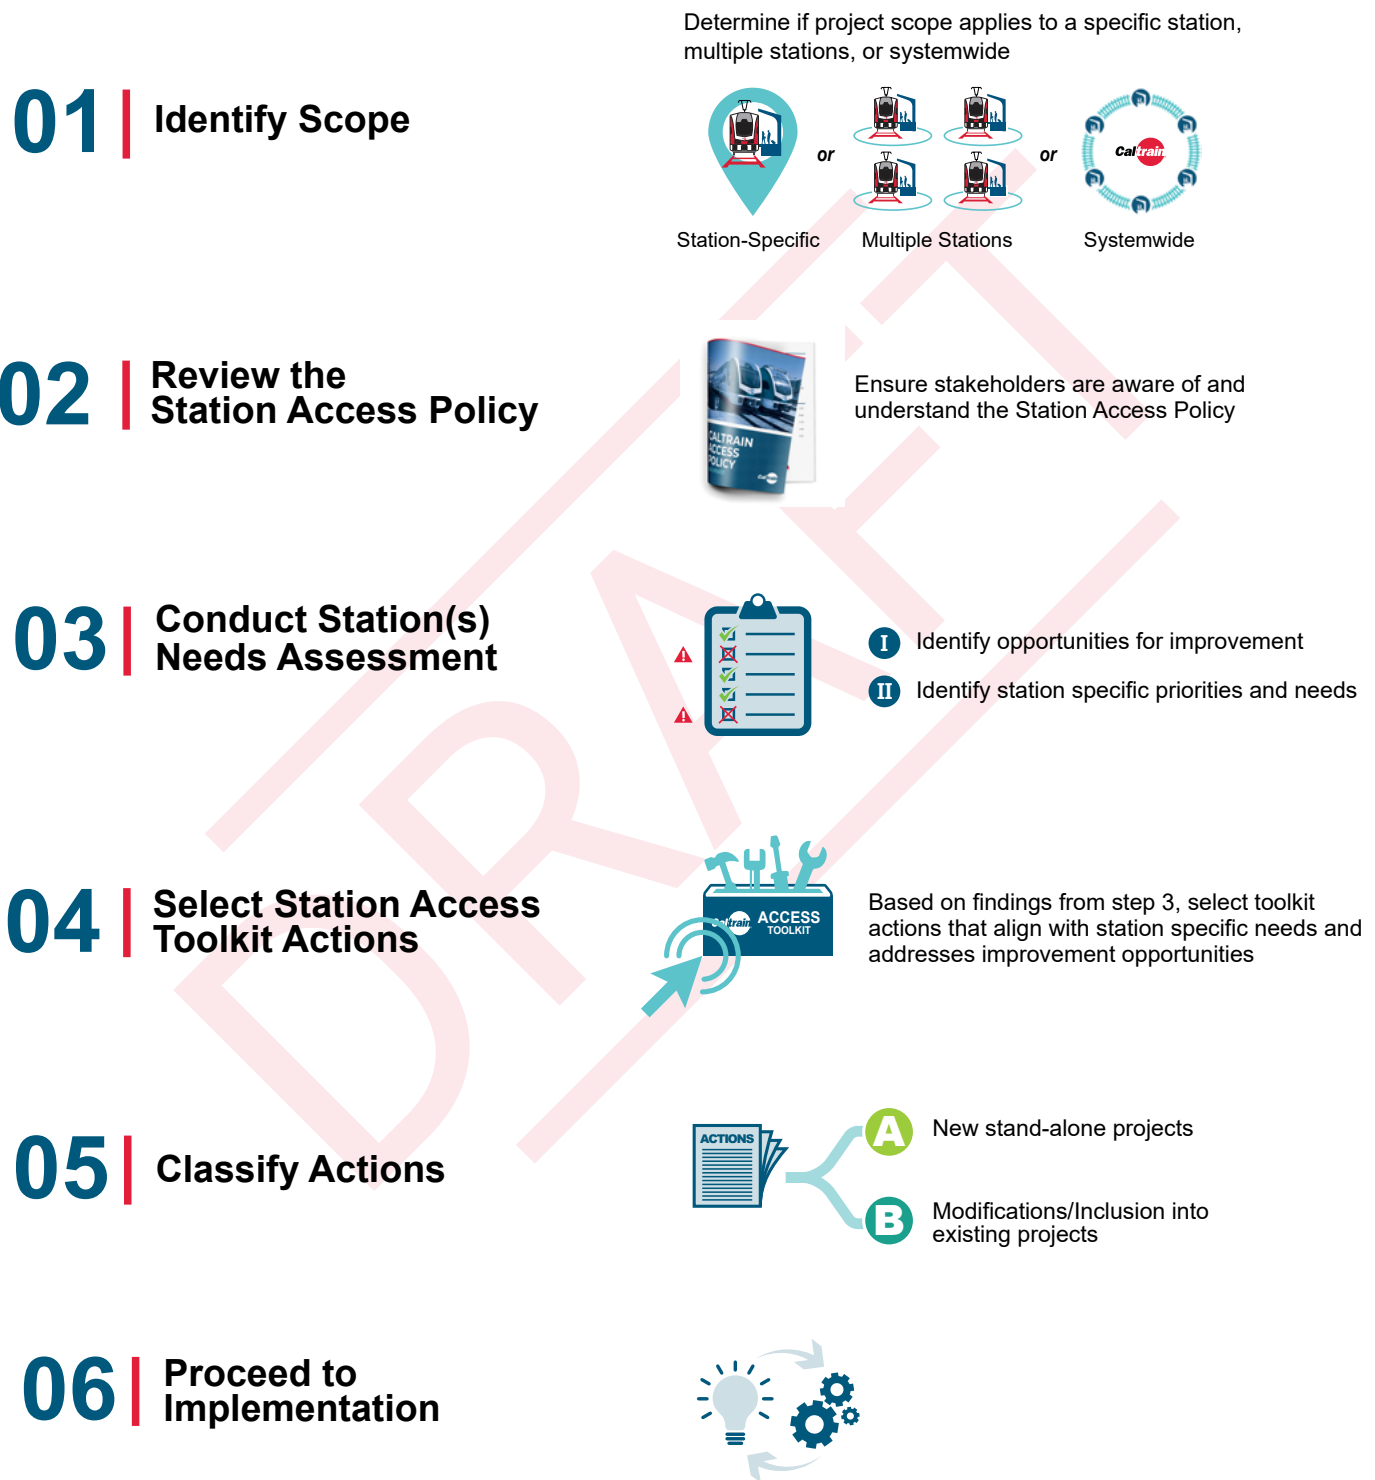 Determine if project scope applies to a specific station,
multiple stations, or systemwide
01
Identify Scope
or
or
Caltrain
Station-Specific
Multiple Stations
Systemwide
02
Review the
Station Access Policy
CALTRAIN
ACCESS
POLICY
Caltrain
Ensure stakeholders are aware of and
understand the Station Access Policy
03
Conduct Station(s)
Needs Assessment
I Identify opportunities for improvement
II Identify station specific priorities and needs
04
Select Station Access
Toolkit Actions
Caltrain
ACCESS
TOOLKIT
Based on findings from step 3, select toolkit
actions that align with station specific needs and
addresses improvement opportunities
05
Classify Actions
ACTIONS
A New stand-alone projects
B Modifications/Inclusion into
existing projects
06
Proceed to
Implementation
DRAFT